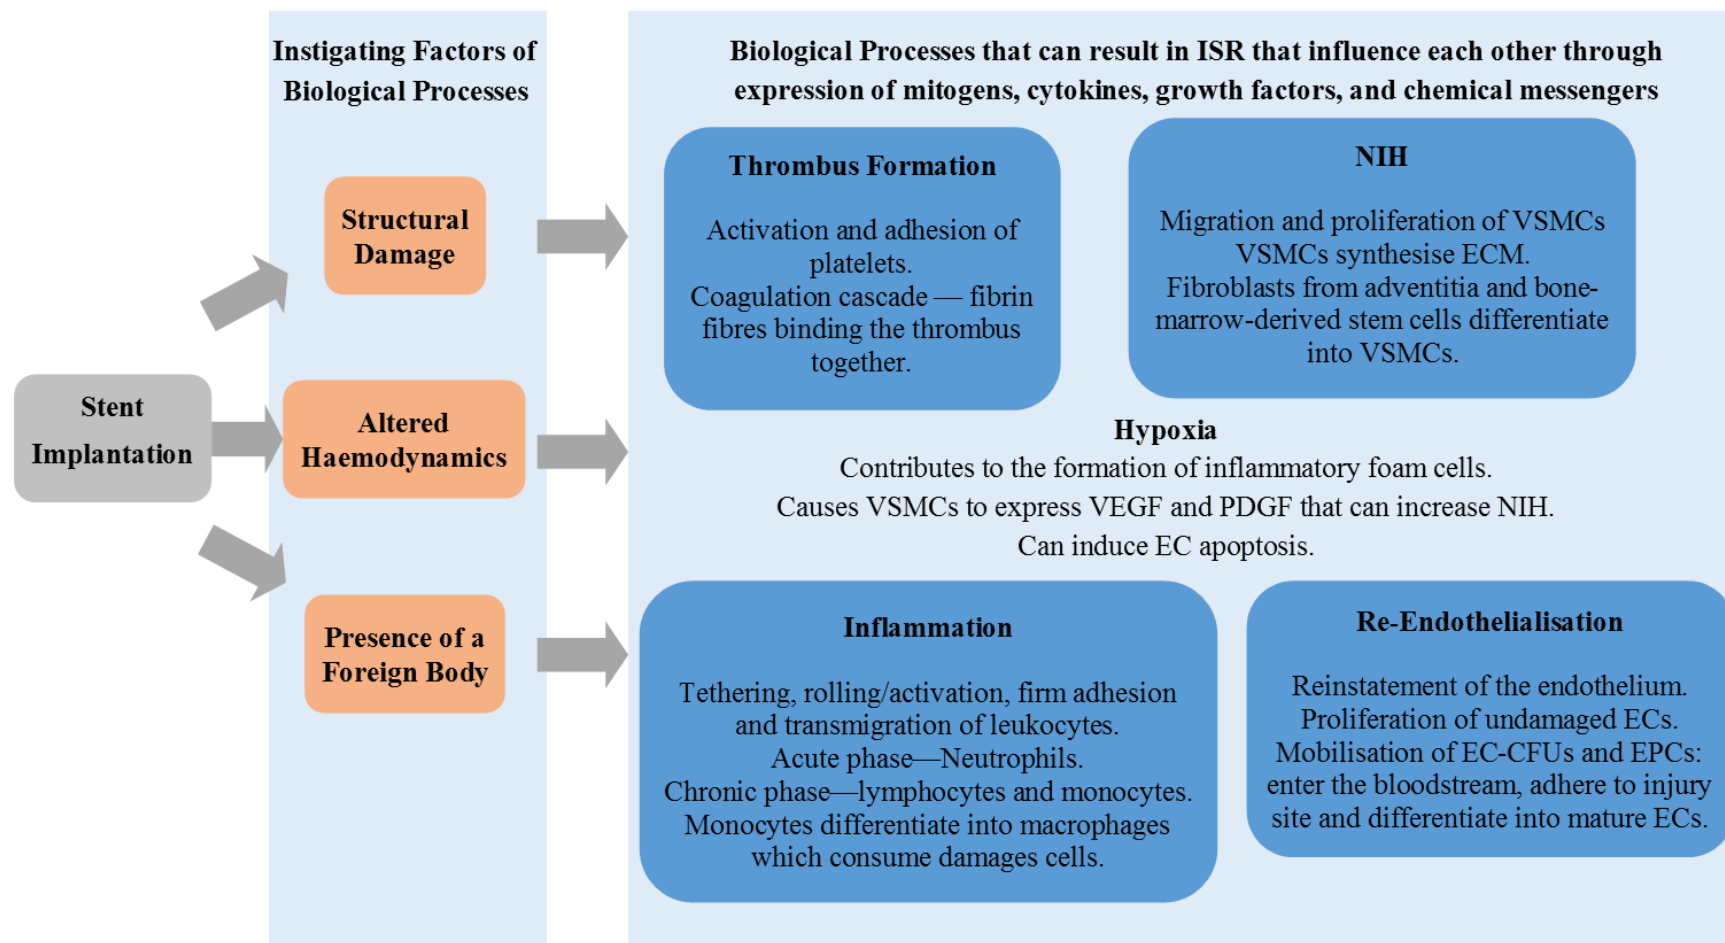 Instigating Factors of
Biological Processes
Biological Processes that can result in ISR that influence each other through
expression of mitogens, cytokines, growth factors, and chemical messengers
Stent
Implantation
Structural
Damage
Altered
Haemodynamics
Presence of a
Foreign Body
Thrombus Formation
Activation and adhesion of
platelets.
Coagulation cascade — fibrin
fibres binding the thrombus
together.
NIH
Migration and proliferation of VSMCs
VSMCs synthesise ECM.
Fibroblasts from adventitia and bone-
marrow-derived stem cells differentiate
into VSMCs.
Hypoxia
Contributes to the formation of inflammatory foam cells.
Causes VSMCs to express VEGF and PDGF that can increase NIH.
Can induce EC apoptosis.
Inflammation
Tethering, rolling/activation, firm adhesion
and transmigration of leukocytes.
Acute phase—Neutrophils.
Chronic phase—lymphocytes and monocytes.
Monocytes differentiate into macrophages
which consume damages cells.
Re-Endothelialisation
Reinstatement of the endothelium.
Proliferation of undamaged ECs.
Mobilisation of EC-CFUs and EPCs:
enter the bloodstream, adhere to injury
site and differentiate into mature ECs.